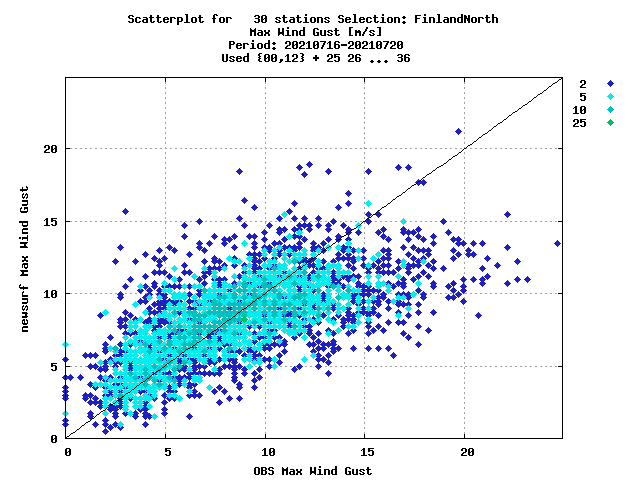 Scatterplot for   30 stations Selection: FinlandNorth
Max Wind Gust [m/s]
Period: 20210716-20210720
Used {00,12} + 25 26 ... 36
2
5
10
25
newsurf Max Wind Gust
20
15
10
5
0
0 5 10 15 20
OBS Max Wind Gust